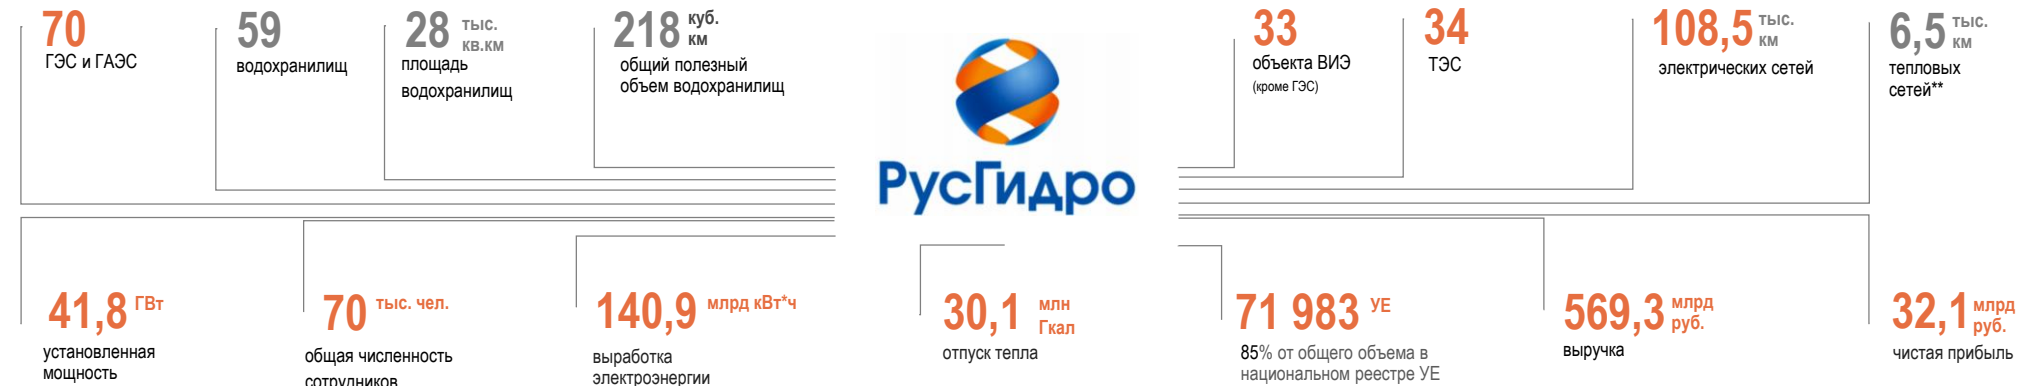 70
ГЭС и ГАЭС
59
водохранилищ
28 тыс.
кв.км
площадь
водохранилищ
218 куб.
км
общий полезный
объем водохранилищ
РусГидро
33
объекта ВИЭ
(кроме ГЭС)
34
ТЭС
108,5 тыс.
км
электрических сетей
6,5 тыс.
км
тепловых
сетей**
41,8 ГВт
установленная
мощность
70 тыс. чел.
общая численность
сотрудников
140,9 млрд кВт*ч
выработка
электроэнергии
30,1 млн
Гкал
отпуск тепла
71 983 УЕ
85% от общего объема в
национальном реестре УЕ
569,3 млрд
руб.
выручка
32,1 млрд
руб.
чистая прибыль